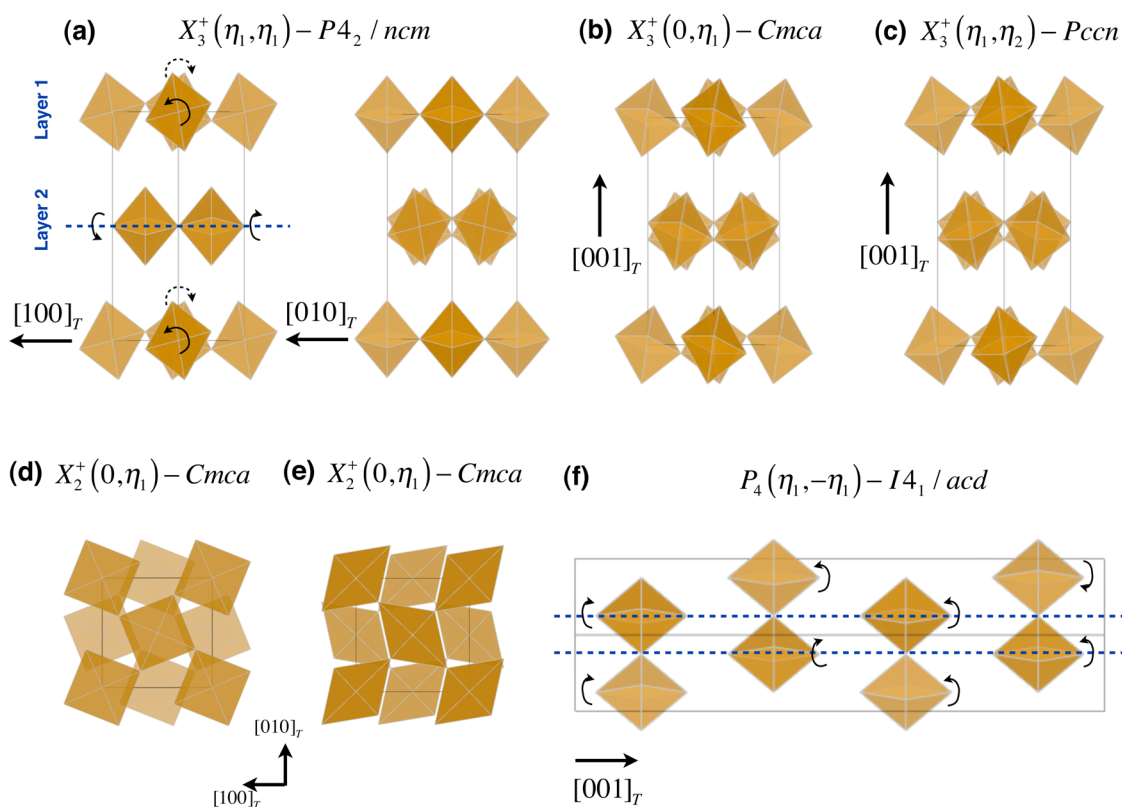 (a) X₃⁺(η₁,η₁) – P4₂ / ncm
(b) X₃⁺(0,η₁) – Cmca
(c) X₃⁺(η₁,η₂) – Pccn
Layer 1
Layer 2
[100]T
[010]T
[001]T
[001]T
(d) X₂⁺(0,η₁) – Cmca
(e) X₂⁺(0,η₁) – Cmca
(f) P₄(η₁,−η₁) – I4₁ / acd
[010]T
[100]T
[001]T